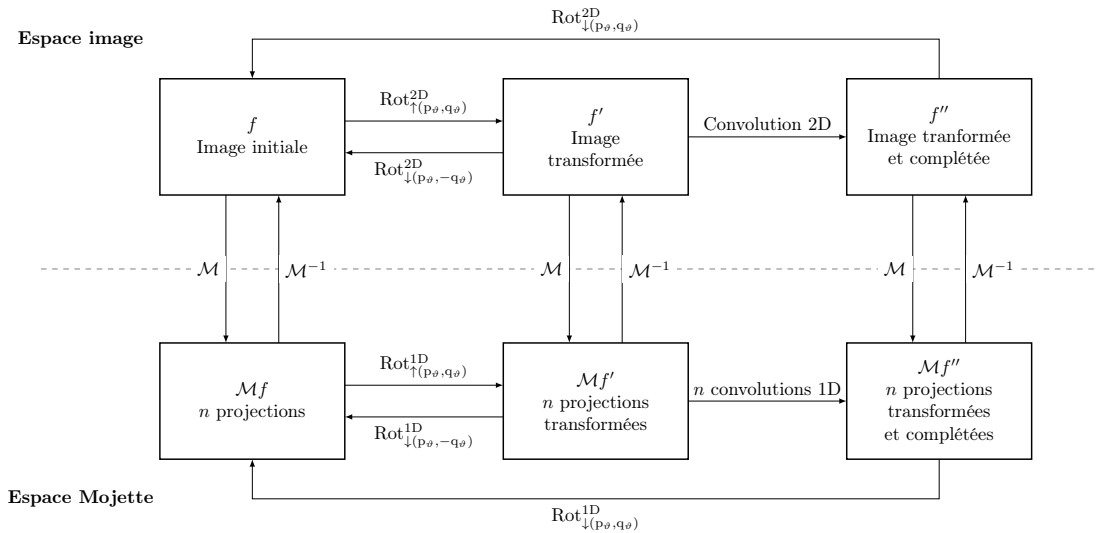 Rot^{2D}_{↓(p_ϑ,q_ϑ)}
Espace image
f
Image initiale
Rot^{2D}_{↑(p_ϑ,q_ϑ)}
Rot^{2D}_{↓(p_ϑ,−q_ϑ)}
f′
Image
transformée
Convolution 2D
f′′
Image tranformée
et complétée
ℳ
ℳ^{−1}
ℳ
ℳ^{−1}
ℳ
ℳ^{−1}
ℳf
n projections
Rot^{1D}_{↑(p_ϑ,q_ϑ)}
Rot^{1D}_{↓(p_ϑ,−q_ϑ)}
ℳf′
n projections
transformées
n convolutions 1D
ℳf′′
n projections
transformées
et complétées
Espace Mojette
Rot^{1D}_{↓(p_ϑ,q_ϑ)}